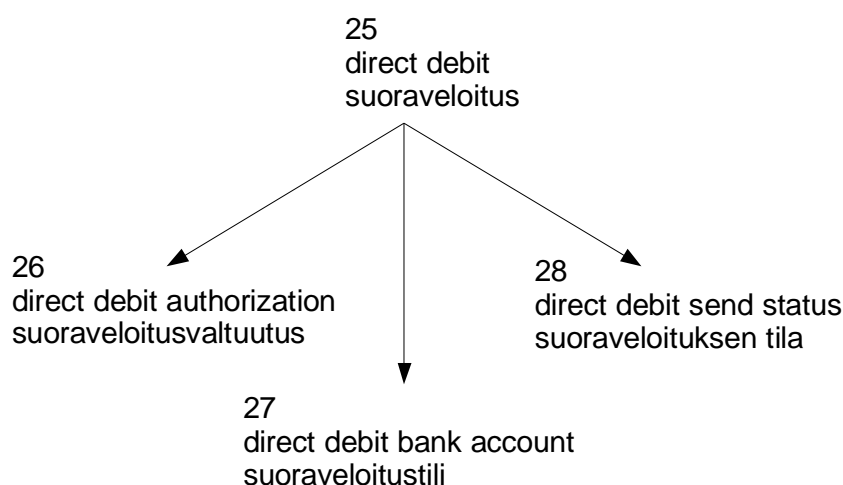 25
direct debit
suoraveloitus
26
direct debit authorization
suoraveloitusvaltuutus
28
direct debit send status
suoraveloituksen tila
27
direct debit bank account
suoraveloitustili